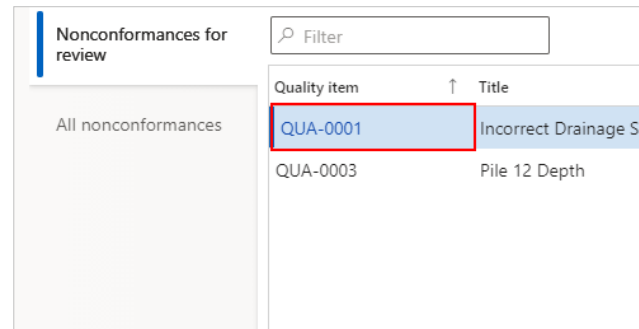 Nonconformances for
review
Filter
Quality item ↑ Title
All nonconformances
QUA-0001 Incorrect Drainage S
QUA-0003 Pile 12 Depth